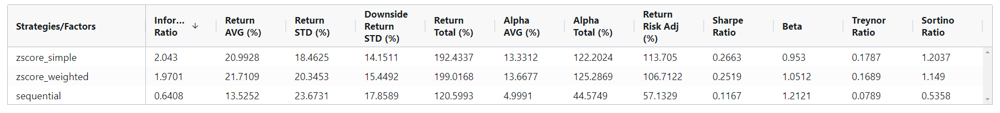 Strategies/Factors Infor... Ratio ↓ Return AVG (%) Return STD (%) Downside Return STD (%) Return Total (%) Alpha AVG (%) Alpha Total (%) Return Risk Adj (%) Sharpe Ratio Beta Treynor Ratio Sortino Ratio
zscore_simple 2.043 20.9928 18.4625 14.1511 192.4337 13.3312 122.2024 113.705 0.2663 0.953 0.1787 1.2037
zscore_weighted 1.9701 21.7109 20.3453 15.4492 199.0168 13.6677 125.2869 106.7122 0.2519 1.0512 0.1689 1.149
sequential 0.6408 13.5252 23.6731 17.8589 120.5993 4.9991 44.5749 57.1329 0.1167 1.2121 0.0789 0.5358